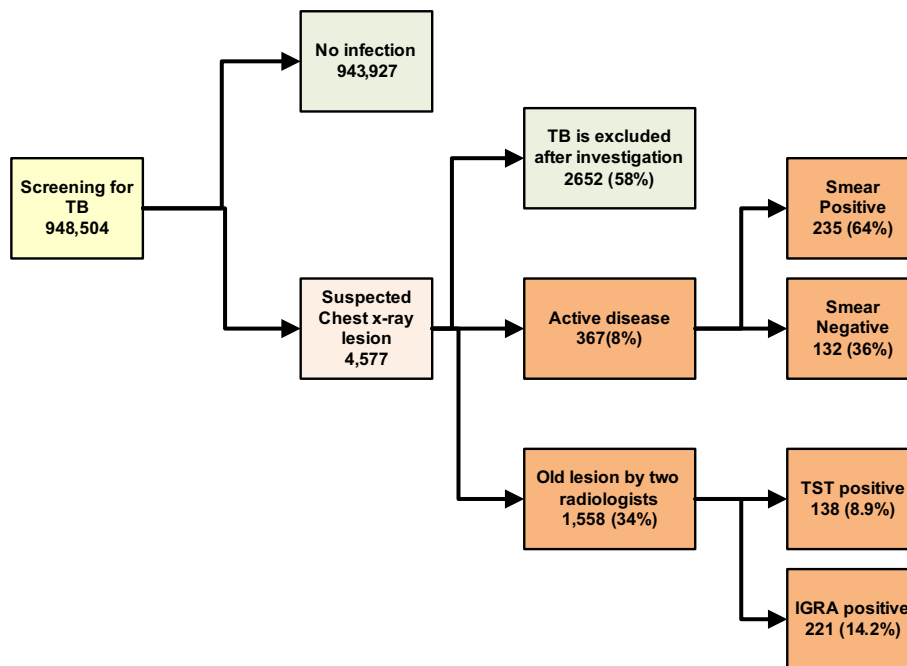 No infection
943,927
Screening for
TB
948,504
TB is excluded
after investigation
2652 (58%)
Suspected
Chest x-ray
lesion
4,577
Active disease
367(8%)
Old lesion by two
radiologists
1,558 (34%)
Smear
Positive
235 (64%)
Smear
Negative
132 (36%)
TST positive
138 (8.9%)
IGRA positive
221 (14.2%)